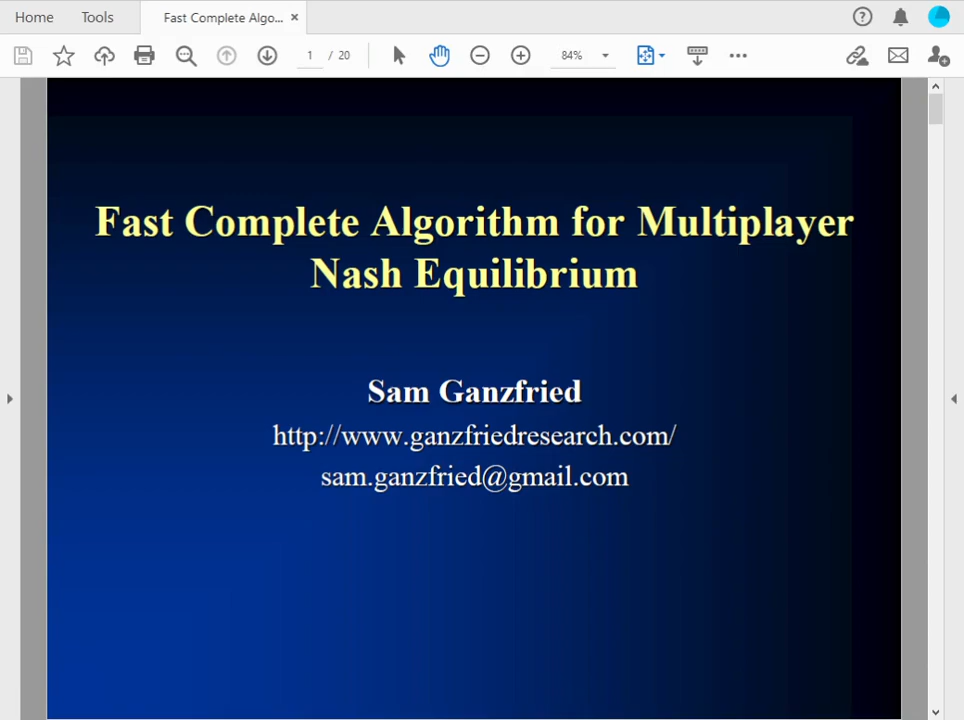 Home Tools Fast Complete Algo... ×
1 / 20 84%
Fast Complete Algorithm for Multiplayer
Nash Equilibrium
Sam Ganzfried
http://www.ganzfriedresearch.com/
sam.ganzfried@gmail.com